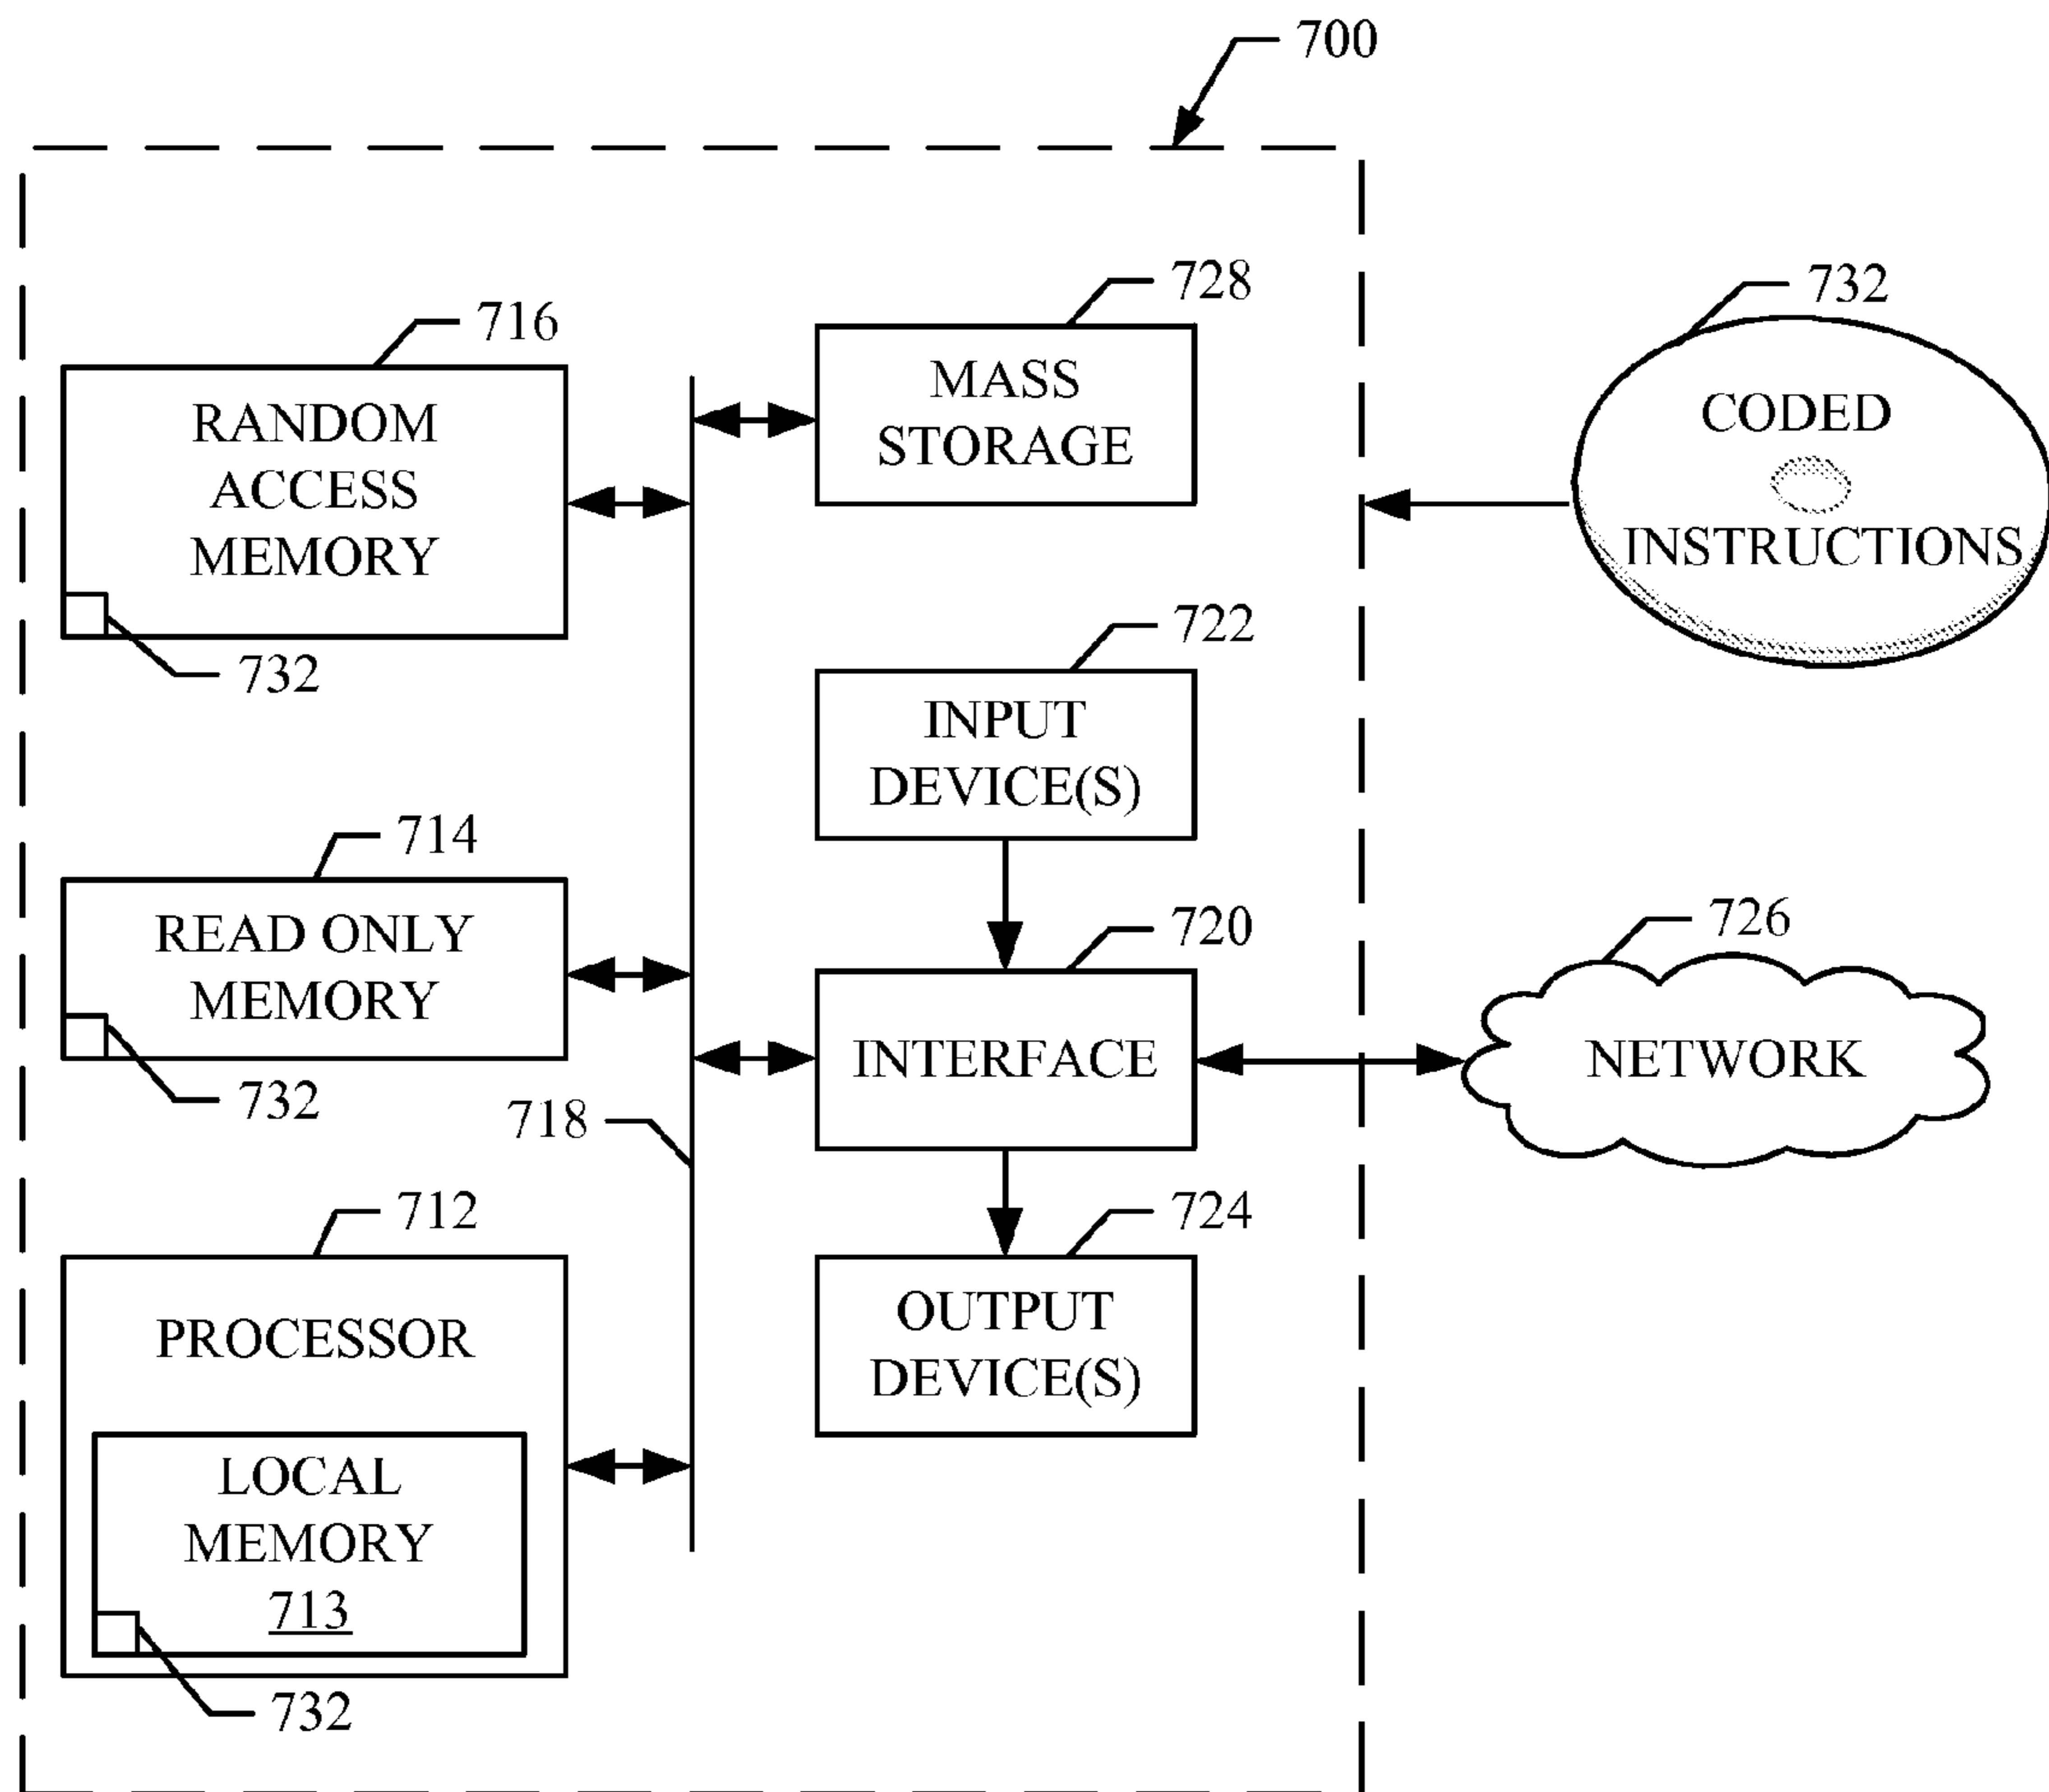 700
728
732
716
MASS
STORAGE
CODED
INSTRUCTIONS
RANDOM
ACCESS
MEMORY
732
722
INPUT
DEVICE(S)
714
READ ONLY
MEMORY
732
720
INTERFACE
726
NETWORK
718
712
PROCESSOR
LOCAL
MEMORY
713
732
724
OUTPUT
DEVICE(S)